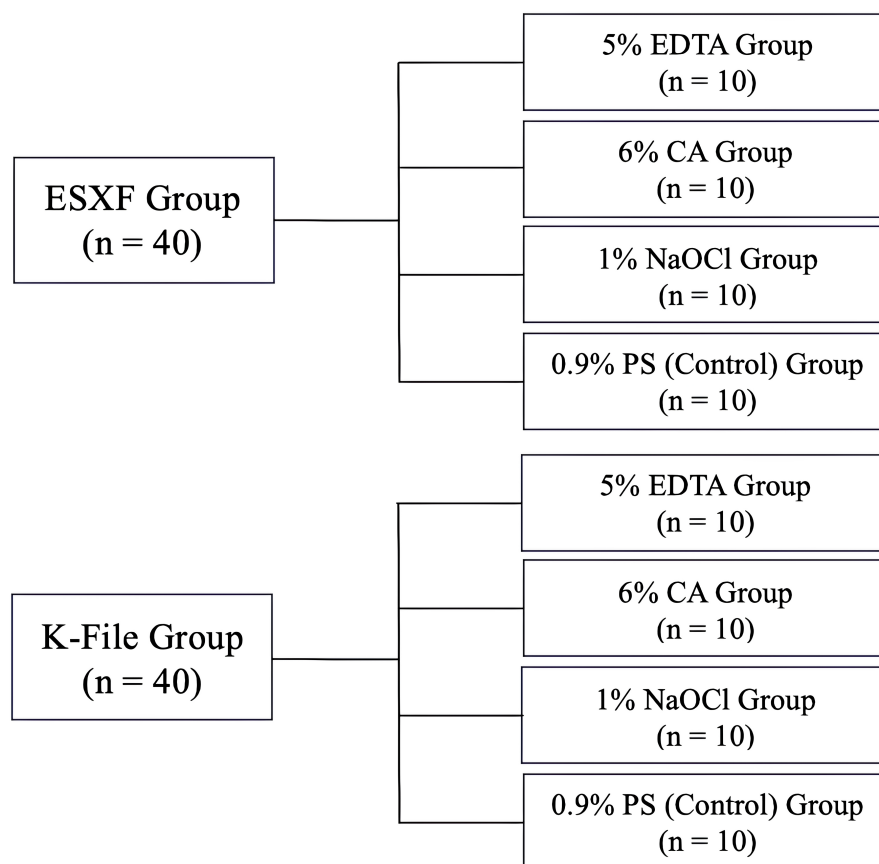 ESXF Group
(n = 40)
5% EDTA Group
(n = 10)
6% CA Group
(n = 10)
1% NaOCl Group
(n = 10)
0.9% PS (Control) Group
(n = 10)
K-File Group
(n = 40)
5% EDTA Group
(n = 10)
6% CA Group
(n = 10)
1% NaOCl Group
(n = 10)
0.9% PS (Control) Group
(n = 10)